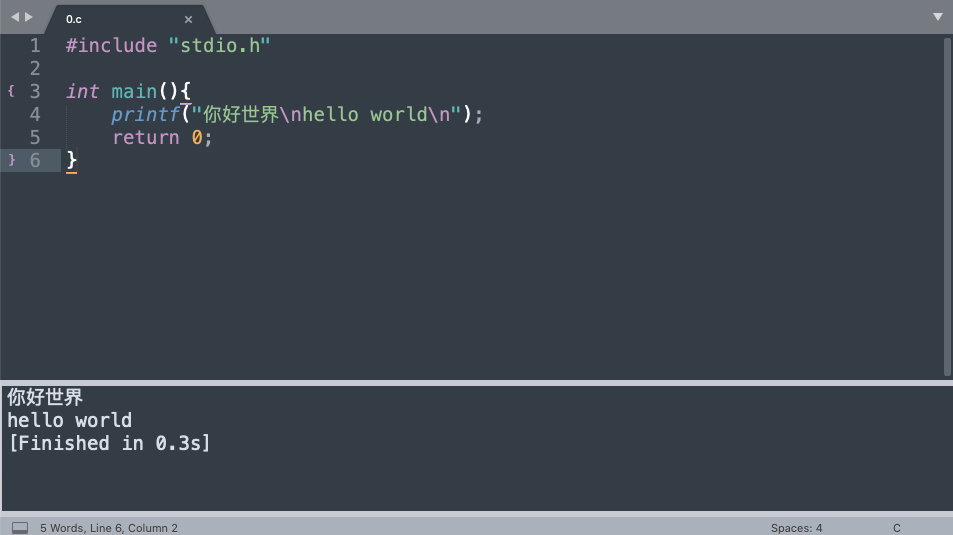 0.c ×
1 #include "stdio.h"
2
{ 3 int main(){
4     printf("你好世界\nhello world\n");
5     return 0;
} 6 }
你好世界
hello world
[Finished in 0.3s]
5 Words, Line 6, Column 2 Spaces: 4 C